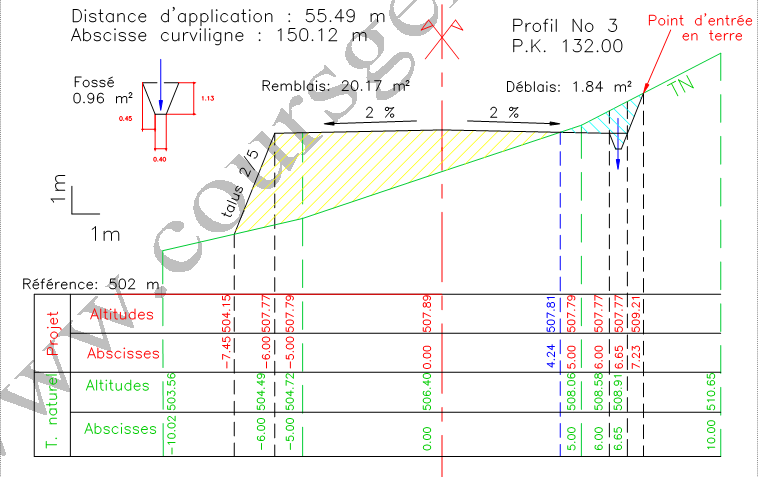 Distance d'application : 55.49 m
Abscisse curviligne : 150.12 m
Profil No 3
P.K. 132.00
Point d'entrée
en terre
Fossé
0.96 m²
0.45
1.13
0.40
Remblais: 20.17 m²
Déblais: 1.84 m²
TN
2 %
2 %
talus 2/5
1m
1m
Référence: 502 m
Projet
Altitudes
504.15
507.77
507.79
507.89
507.81
507.79
507.77
507.77
509.21
Abscisses
-7.45
-6.00
-5.00
0.00
4.24
5.00
6.00
6.65
7.23
T. naturel
Altitudes
503.56
504.49
504.72
506.40
508.06
508.58
508.91
510.65
Abscisses
-10.02
-6.00
-5.00
0.00
5.00
6.00
6.65
10.00
www.coursge